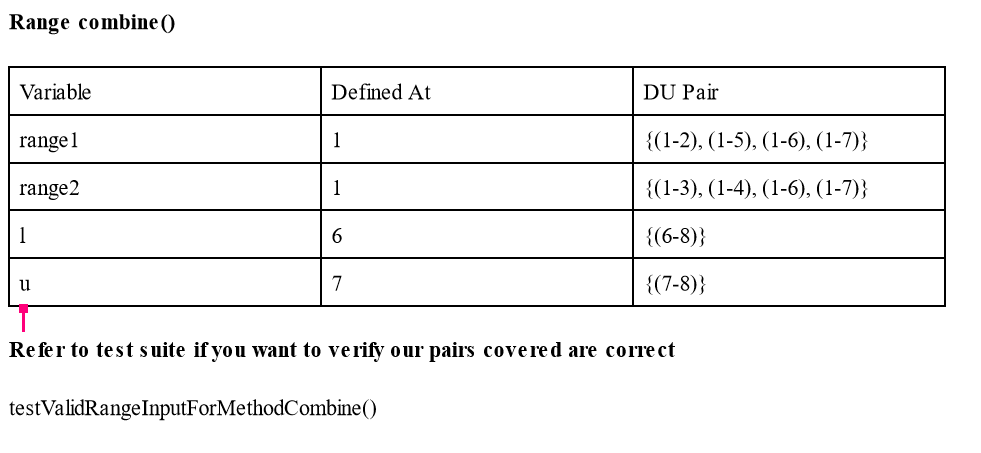 Range combine()
Variable Defined At DU Pair
range1 1 {(1-2), (1-5), (1-6), (1-7)}
range2 1 {(1-3), (1-4), (1-6), (1-7)}
l 6 {(6-8)}
u 7 {(7-8)}
Refer to test suite if you want to verify our pairs covered are correct
testValidRangeInputForMethodCombine()